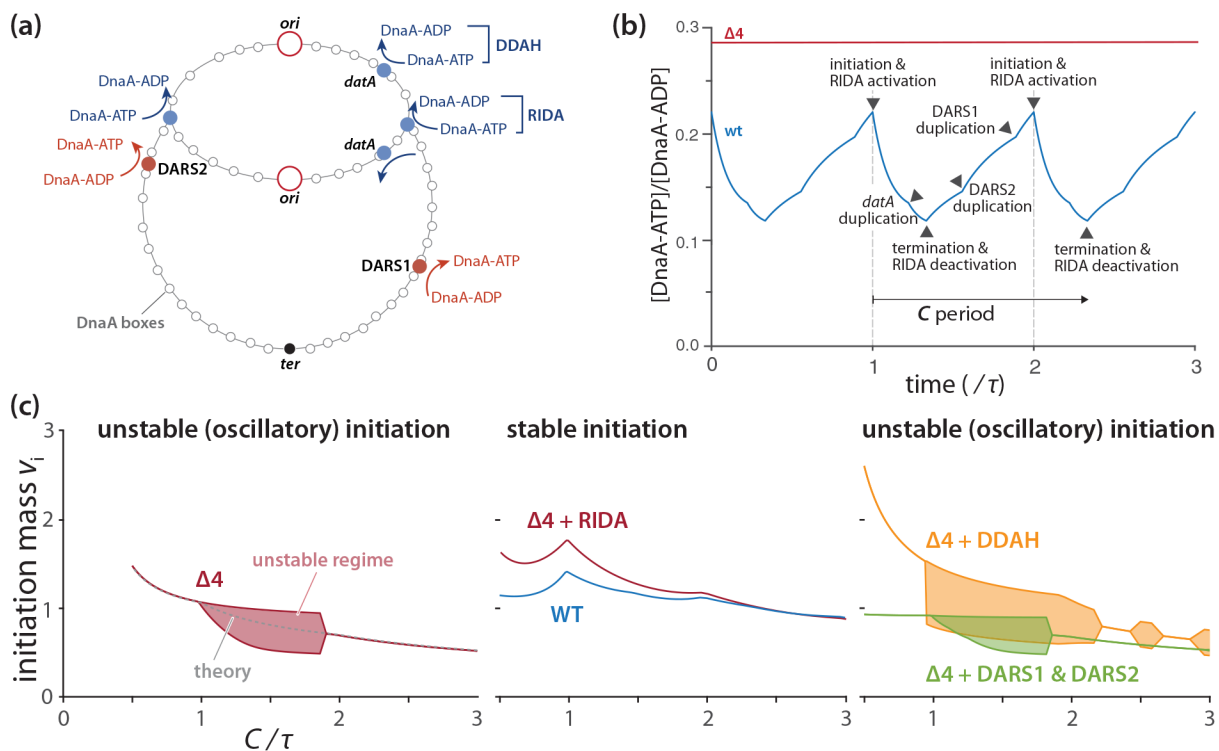 (a)
ori
DnaA-ADP
DnaA-ATP
DDAH
datA
DnaA-ADP
DnaA-ATP
DnaA-ADP
DnaA-ATP
RIDA
DnaA-ATP
DnaA-ADP
DARS2
datA
ori
DARS1
DnaA-ATP
DnaA-ADP
DnaA boxes
ter
(b)
[DnaA-ATP]/[DnaA-ADP]
0.3
0.2
0.1
0.0
Δ4
wt
initiation &
RIDA activation
initiation &
RIDA activation
DARS1
duplication
datA
duplication
DARS2
duplication
termination &
RIDA deactivation
termination &
RIDA deactivation
C period
0
1
2
3
time ( /τ)
(c)
initiation mass vi
3
2
1
0
unstable (oscillatory) initiation
Δ4
unstable regime
theory
0
1
2
3
C/τ
stable initiation
Δ4 + RIDA
WT
1
2
3
unstable (oscillatory) initiation
Δ4 + DDAH
Δ4 + DARS1 & DARS2
1
2
3